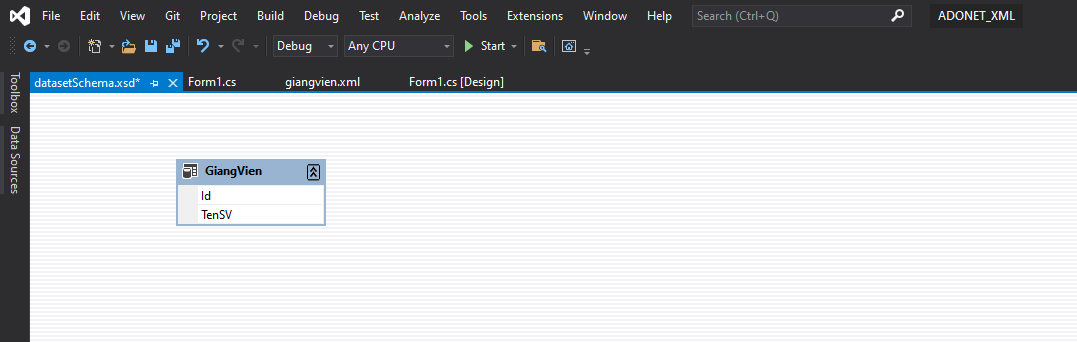 File Edit View Git Project Build Debug Test Analyze Tools Extensions Window Help Search (Ctrl+Q) ADONET_XML
Debug Any CPU Start
datasetSchema.xsd* Form1.cs giangvien.xml Form1.cs [Design]
Toolbox
Data Sources
GiangVien
Id
TenSV